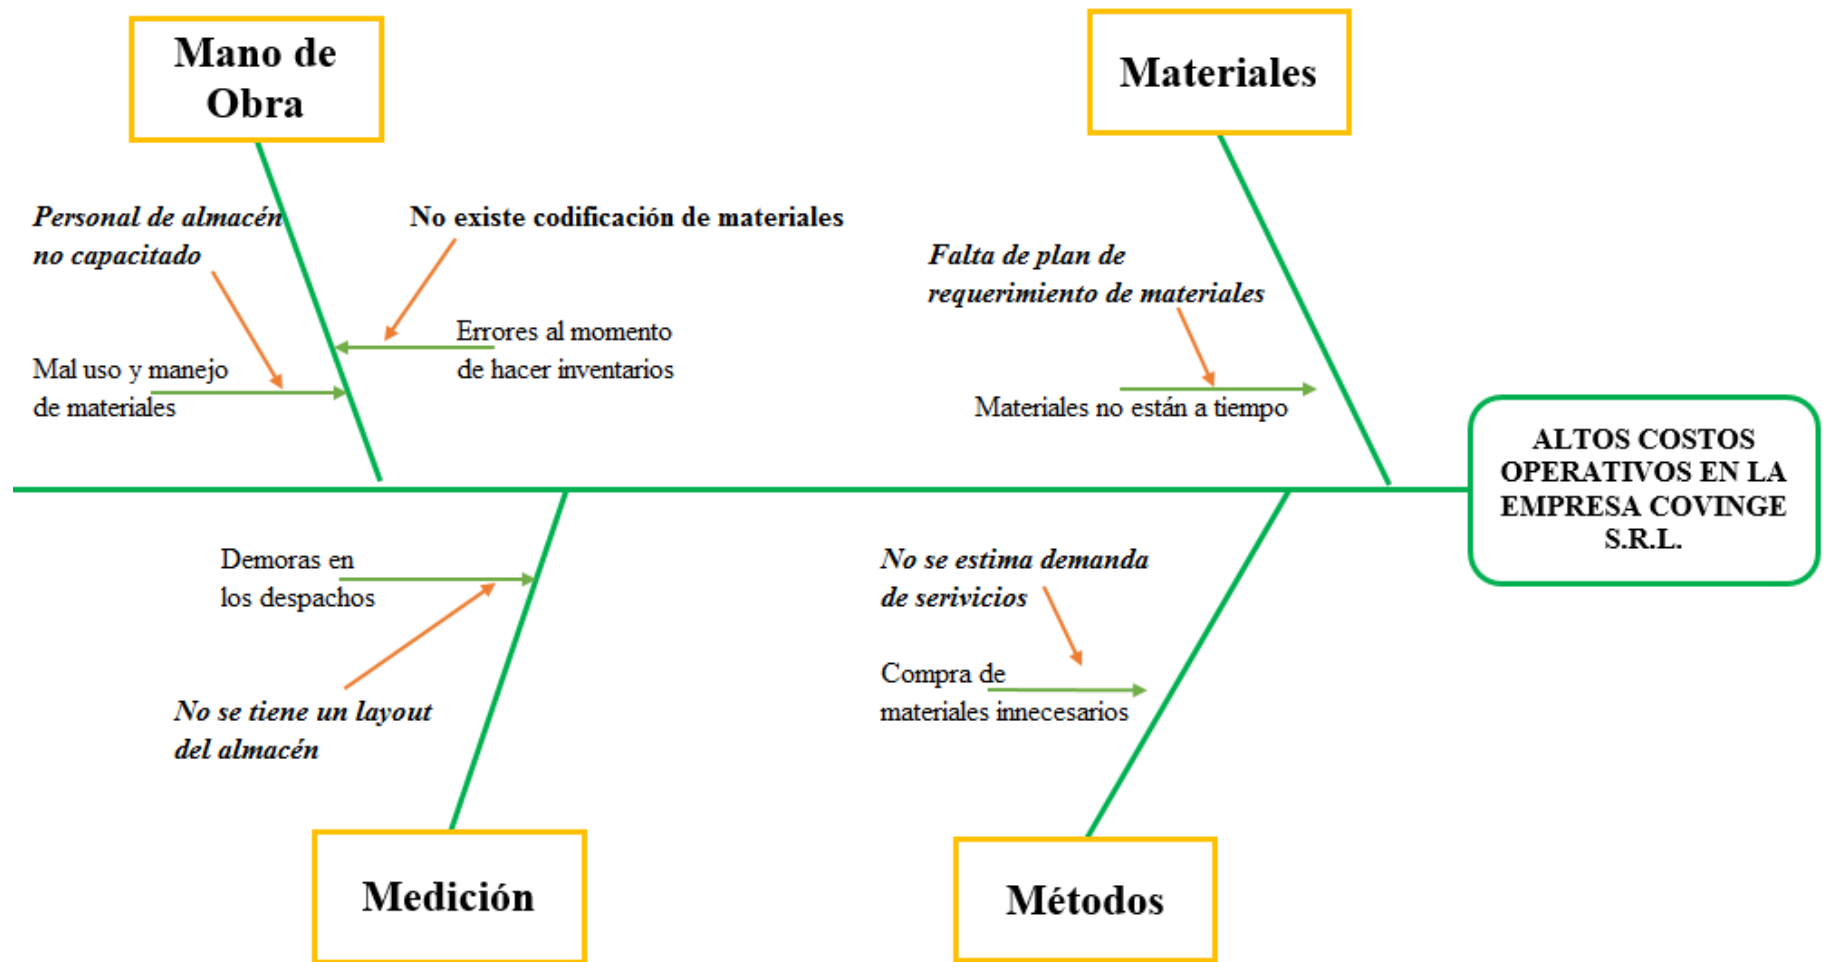 Mano de
Obra
Materiales
Personal de almacén
no capacitado
No existe codificación de materiales
Falta de plan de
requerimiento de materiales
Errores al momento
de hacer inventarios
Mal uso y manejo
de materiales
Materiales no están a tiempo
ALTOS COSTOS
OPERATIVOS EN LA
EMPRESA COVINGE
S.R.L.
Demoras en
los despachos
No se estima demanda
de serivicios
No se tiene un layout
del almacén
Compra de
materiales innecesarios
Medición
Métodos